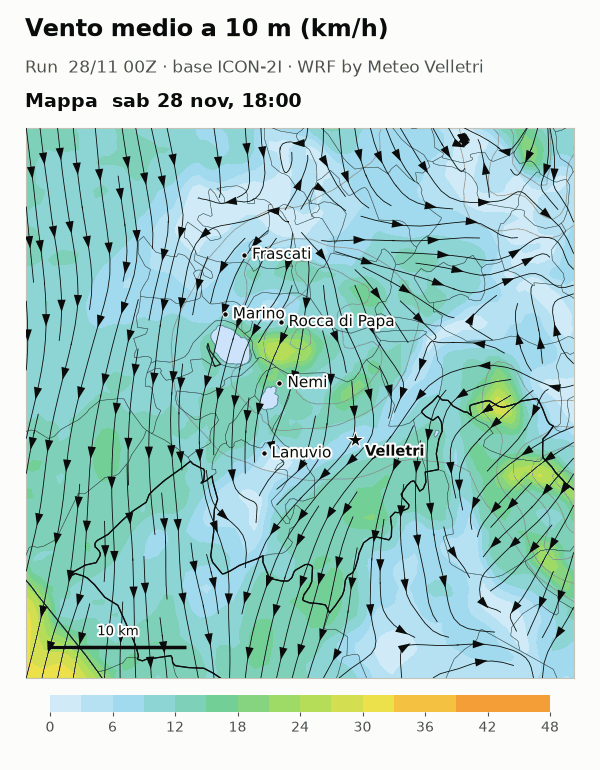 Vento medio a 10 m (km/h)
Run  28/11 00Z · base ICON-2I · WRF by Meteo Velletri
Mappa  sab 28 nov, 18:00
Frascati
Marino
Rocca di Papa
Nemi
Velletri
Lanuvio
10 km
0 6 12 18 24 30 36 42 48